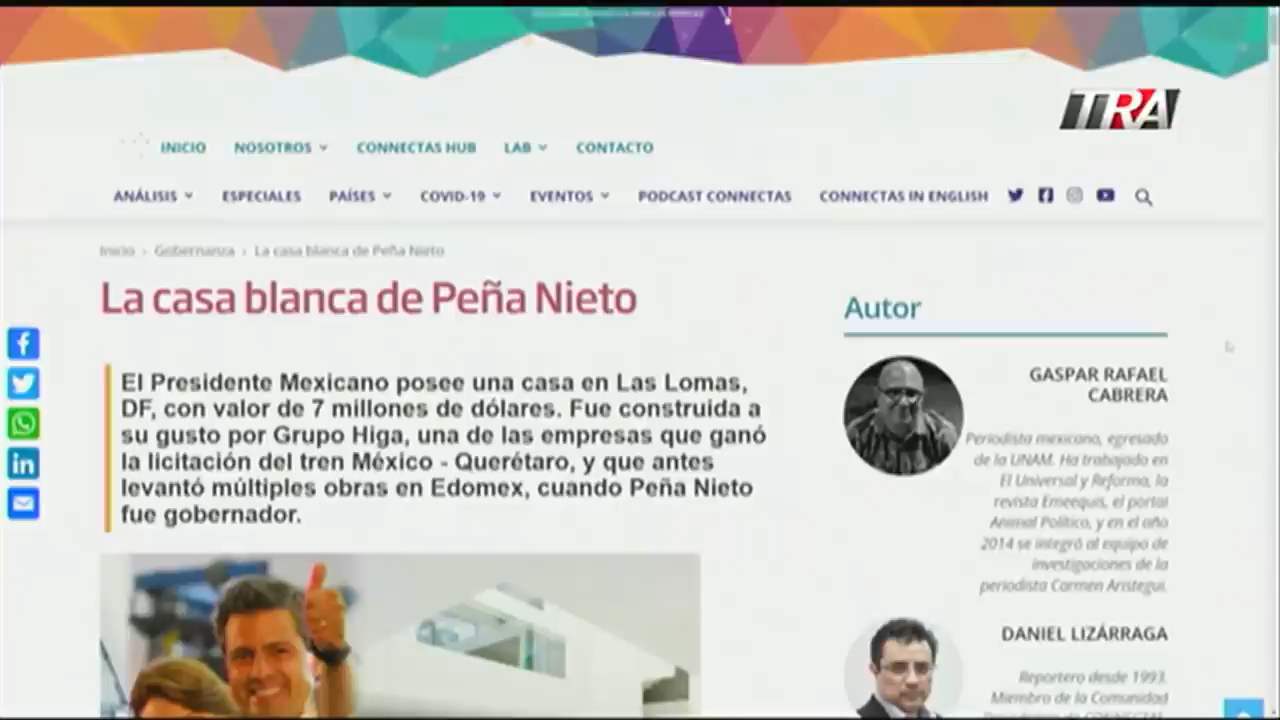 TRA
INICIO NOSOTROS CONNECTAS HUB LAB CONTACTO
ANÁLISIS ESPECIALES PAÍSES COVID-19 EVENTOS PODCAST CONNECTAS CONNECTAS IN ENGLISH
Inicio › Gobernanza › La casa blanca de Peña Nieto
La casa blanca de Peña Nieto
El Presidente Mexicano posee una casa en Las Lomas,
DF, con valor de 7 millones de dólares. Fue construida a
su gusto por Grupo Higa, una de las empresas que ganó
la licitación del tren México - Querétaro, y que antes
levantó múltiples obras en Edomex, cuando Peña Nieto
fue gobernador.
Autor
GASPAR RAFAEL
CABRERA
Periodista mexicano, egresado
de la UNAM. Ha trabajado en
El Universal y Reforma, la
revista Emeequis, el portal
Animal Político, y en el año
2014 se integró al equipo de
investigaciones de la
periodista Carmen Aristegui.
DANIEL LIZÁRRAGA
Reportero desde 1993.
Miembro de la Comunidad